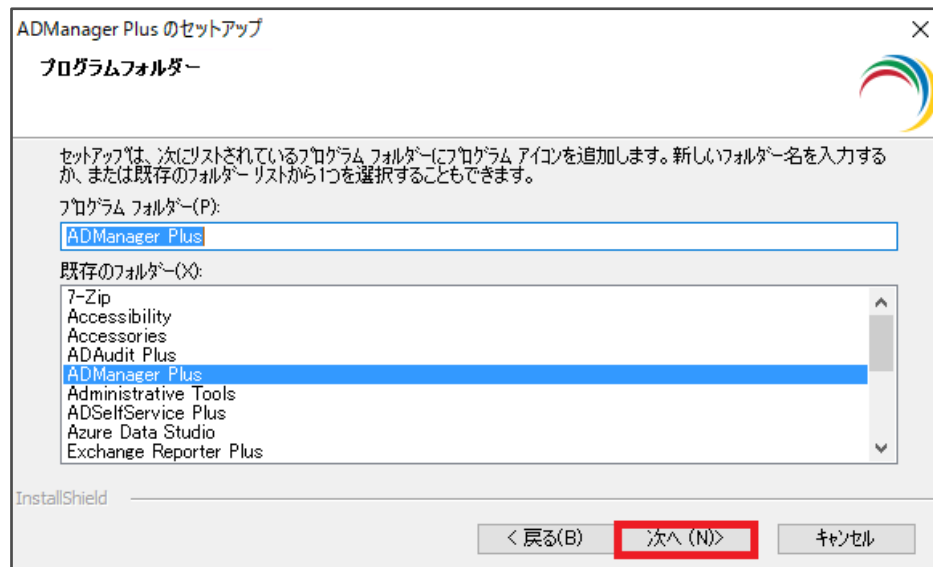 ADManager Plus のセットアップ
プログラムフォルダー
セットアップは、次にリストされているプログラム フォルダーにプログラム アイコンを追加します。新しいフォルダー名を入力する
か、または既存のフォルダー リストから1つを選択することもできます。
プログラム フォルダー(P):
ADManager Plus
既存のフォルダー(X):
7-Zip
Accessibility
Accessories
ADAudit Plus
ADManager Plus
Administrative Tools
ADSelfService Plus
Azure Data Studio
Exchange Reporter Plus
InstallShield
< 戻る(B)
次へ (N)>
キャンセル